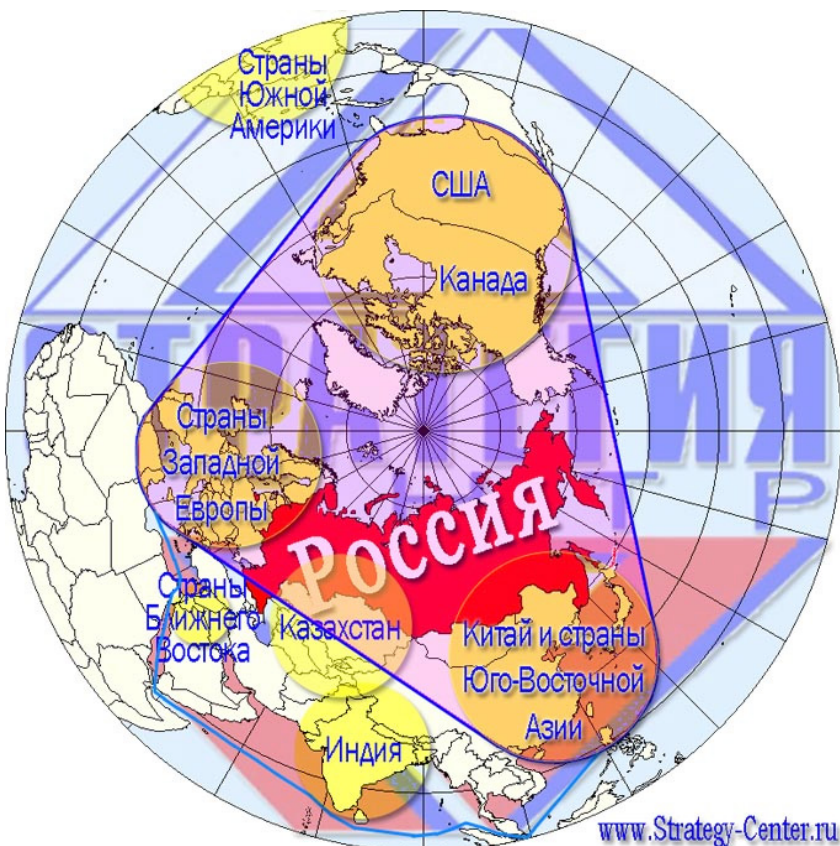 Страны
Южной
Америки
США
Канада
СТРАТЕГИЯ
Страны
Западной
Европы
Россия
Т Р
Страны
Ближнего
Востока
Казахстан
Китай и страны
Юго-Восточной
Азии
Индия
www.Strategy-Center.ru